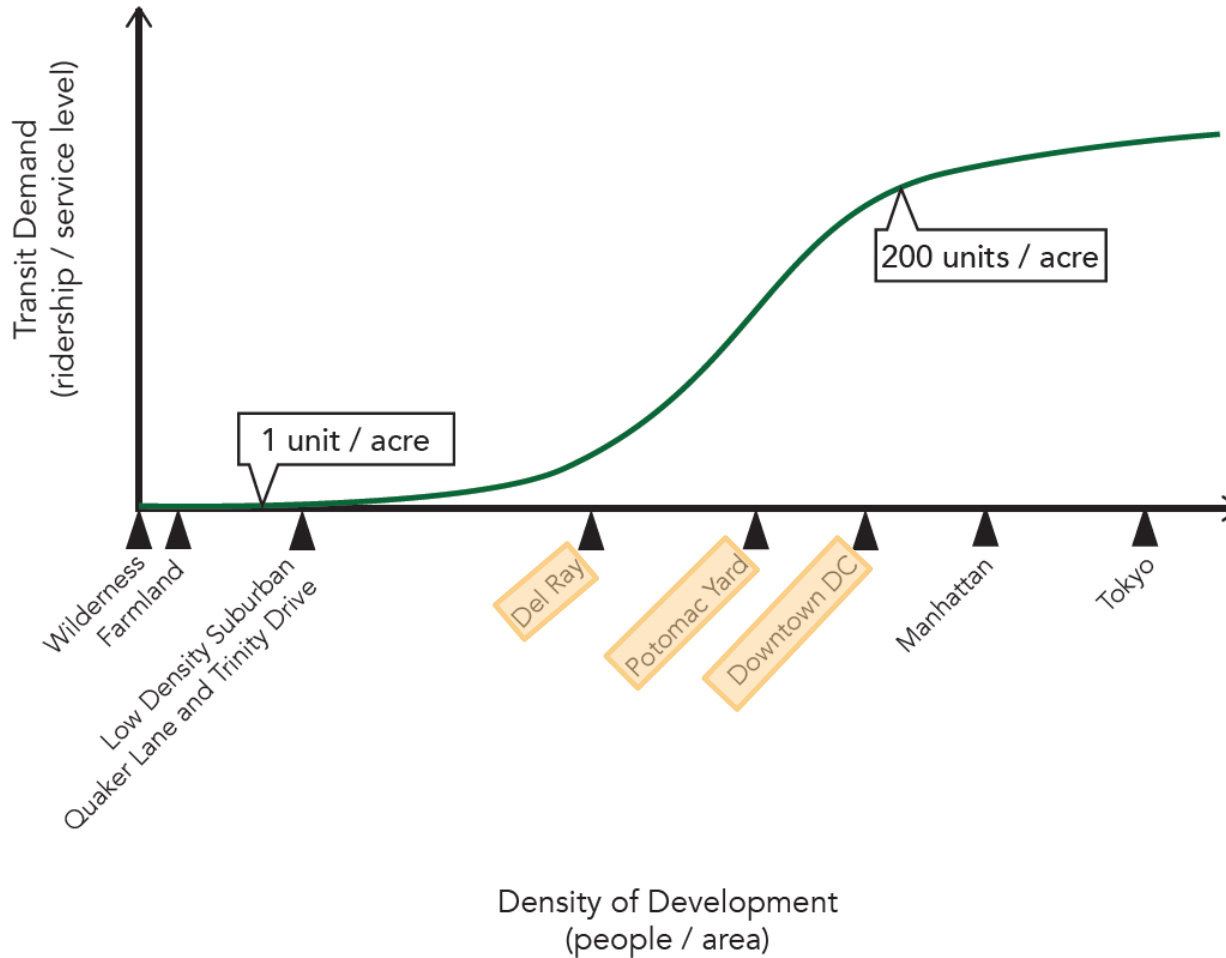 Transit Demand
(ridership / service level)
200 units / acre
1 unit / acre
Wilderness
Farmland
Low Density Suburban
Quaker Lane and Trinity Drive
Del Ray
Potomac Yard
Downtown DC
Manhattan
Tokyo
Density of Development
(people / area)